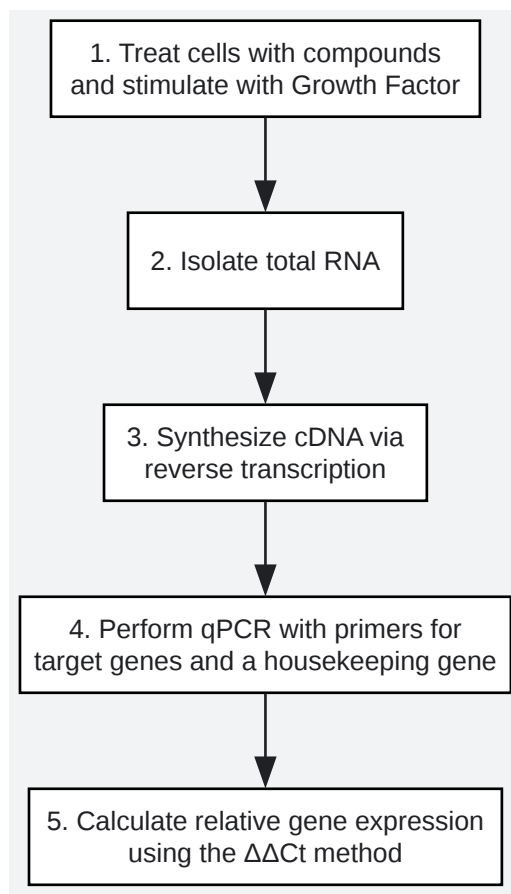 1. Treat cells with compounds
and stimulate with Growth Factor
2. Isolate total RNA
3. Synthesize cDNA via
reverse transcription
4. Perform qPCR with primers for
target genes and a housekeeping gene
5. Calculate relative gene expression
using the ΔΔCt method